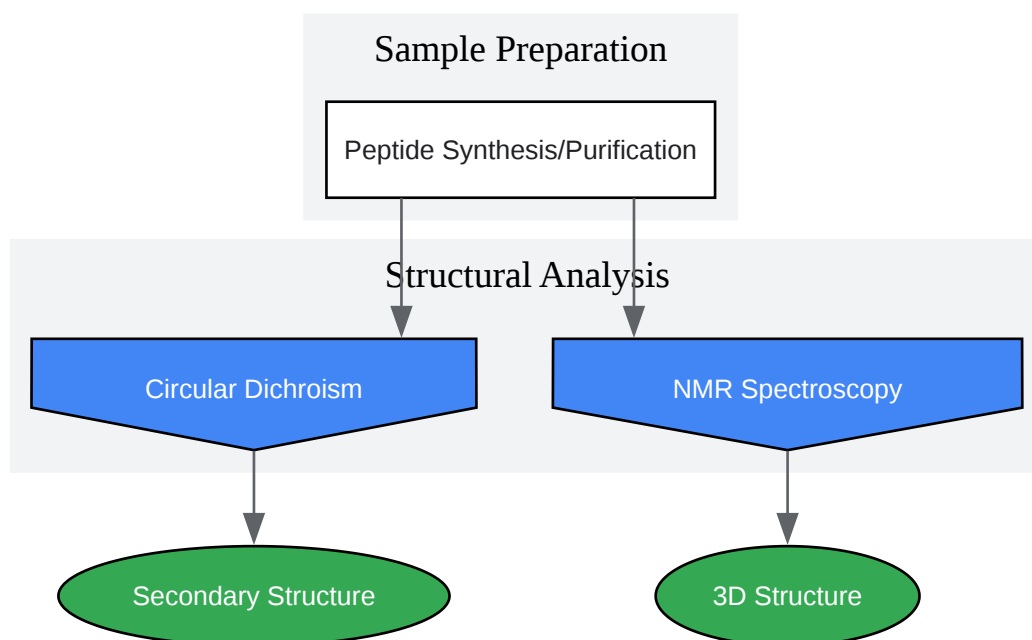 Sample Preparation
Peptide Synthesis/Purification
Structural Analysis
Circular Dichroism
NMR Spectroscopy
Secondary Structure
3D Structure